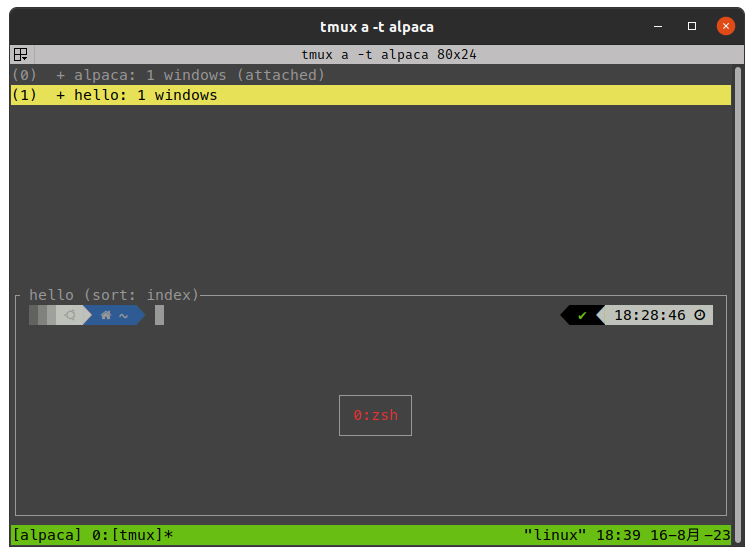 tmux a -t alpaca
tmux a -t alpaca 80x24
(0)  + alpaca: 1 windows (attached)
(1)  + hello: 1 windows
hello (sort: index)
~ ✔ 18:28:46
0:zsh
[alpaca] 0:[tmux]* "linux" 18:39 16-8月-23